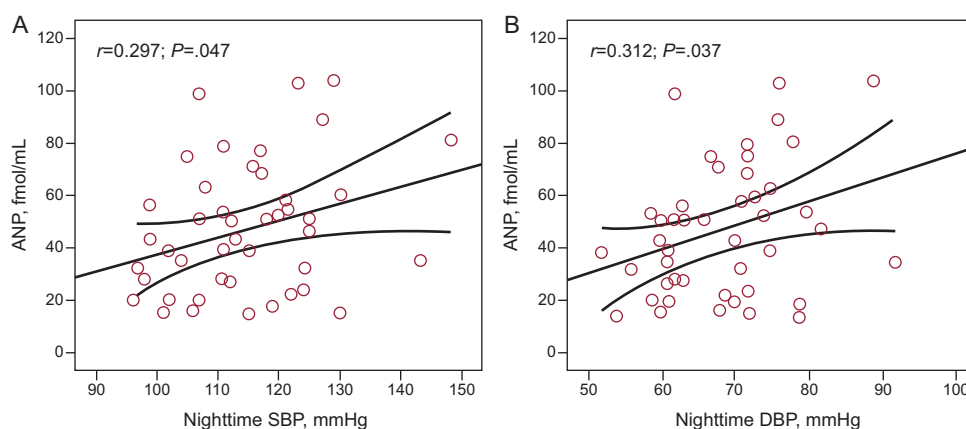 A
r=0.297; P=.047
ANP, fmol/mL
120
100
80
60
40
20
0
90 100 110 120 130 140 150
Nighttime SBP, mmHg
B
r=0.312; P=.037
ANP, fmol/mL
120
100
80
60
40
20
0
50 60 70 80 90 100
Nighttime DBP, mmHg